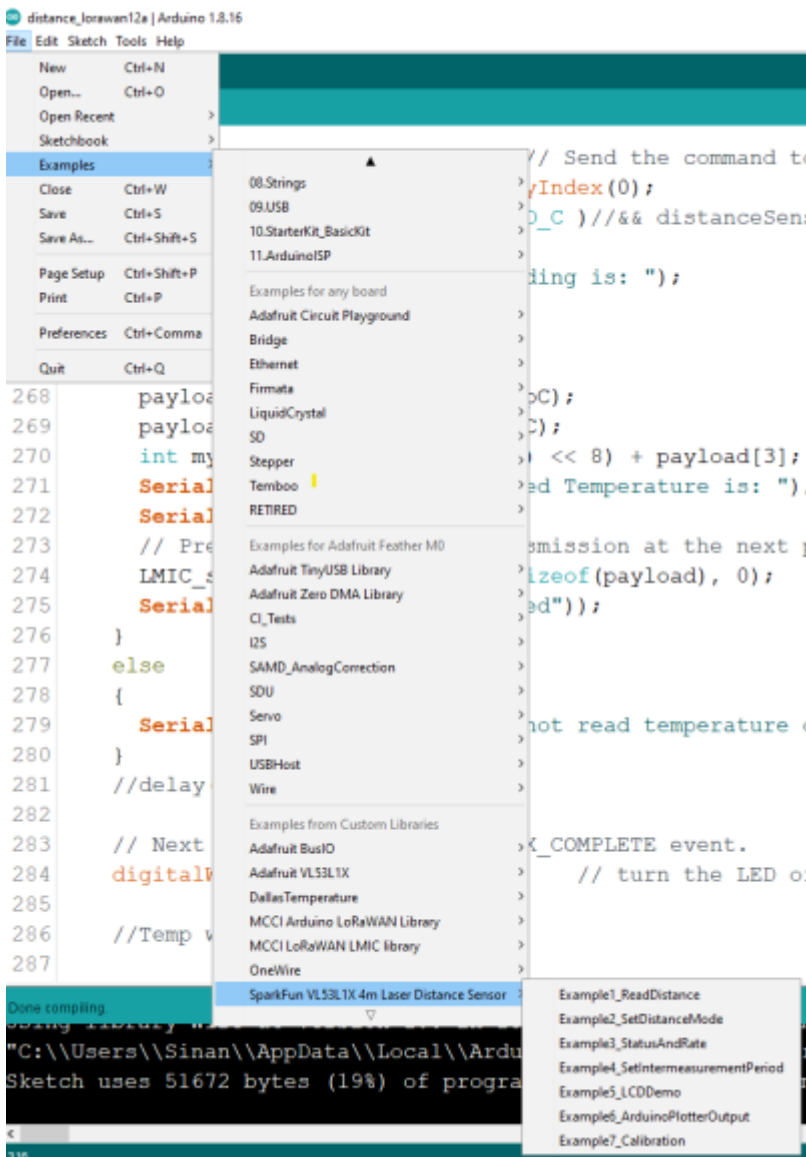 distance_lorawan12a | Arduino 1.8.16
File Edit Sketch Tools Help
New Ctrl+N
Open... Ctrl+O
Open Recent
Sketchbook
Examples
Close Ctrl+W
Save Ctrl+S
Save As... Ctrl+Shift+S
Page Setup Ctrl+Shift+P
Print Ctrl+P
Preferences Ctrl+Comma
Quit Ctrl+Q
08.Strings
09.USB
10.StarterKit_BasicKit
11.ArduinoISP
Examples for any board
Adafruit Circuit Playground
Bridge
Ethernet
Firmata
LiquidCrystal
SD
Stepper
Temboo
RETIRED
Examples for Adafruit Feather M0
Adafruit TinyUSB Library
Adafruit Zero DMA Library
CI_Tests
I2S
SAMD_AnalogCorrection
SDU
Servo
SPI
USBHost
Wire
Examples from Custom Libraries
Adafruit BusIO
Adafruit VL53L1X
DallasTemperature
MCCI Arduino LoRaWAN Library
MCCI LoRaWAN LMIC library
OneWire
SparkFun VL53L1X 4m Laser Distance Sensor
Example1_ReadDistance
Example2_SetDistanceMode
Example3_StatusAndRate
Example4_SetIntermeasurementPeriod
Example5_LCDDemo
Example6_ArduinoPlotterOutput
Example7_Calibration
// Send the command to
yIndex(0);
D_C )//&& distanceSens
ding is: ");
268 payloa oC);
269 payloa C);
270 int my ) << 8) + payload[3];
271 Serial ed Temperature is: ")
272 Serial
273 // Pre smission at the next p
274 LMIC_s izeof(payload), 0);
275 Serial ed"));
276 }
277 else
278 {
279 Serial not read temperature
280 }
281 //delay
282
283 // Next X_COMPLETE event.
284 digitalW // turn the LED o
285
286 //Temp
287
Done compiling.
"C:\\Users\\Sinan\\AppData\\Local\\Ardu
Sketch uses 51672 bytes (19%) of progra